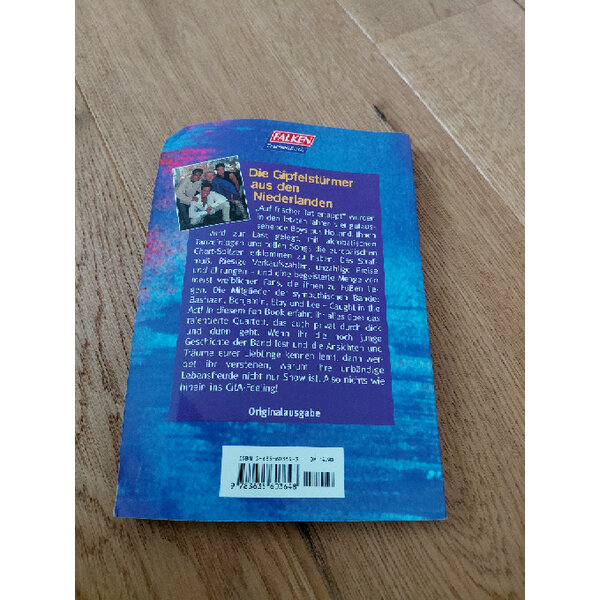 FALKEN
TaschenBuch
Die Gipfelstürmer
aus den
Niederlanden
„Auf frischer Tat ertappt" wurden
in den letzten Jahren vier gutaus-
sehende Boys aus Holland. Ihnen
wird zur Last gelegt, mit akrobatischen
Tanzeinlagen und tollen Songs die europäischen
Chart-Spitzen erklommen zu haben. Das Straf-
maß: Riesige Verkaufszahlen, unzählige Preise
und Ehrungen – und eine begeisterte Menge von
meist weiblicher Fans, die ihnen zu Füßen lie-
gen. Die Mitglieder der sympathischen Bande:
Bastiaan, Benjamin, Eloy und Lee – Caught in the
Act! In diesem Fan Book erfahrt ihr alles über das
talentierte Quartett, das auch privat durch dick
und dünn geht. Wenn ihr die noch junge
Geschichte der Band lest und die Ansichten und
Träume eurer Lieblinge kennen lernt, dann wer-
det ihr verstehen, warum ihre unbändige
Lebensfreude nicht nur Show ist. Also nichts wie
hinein ins CITA-Feeling!
Originalausgabe
ISBN